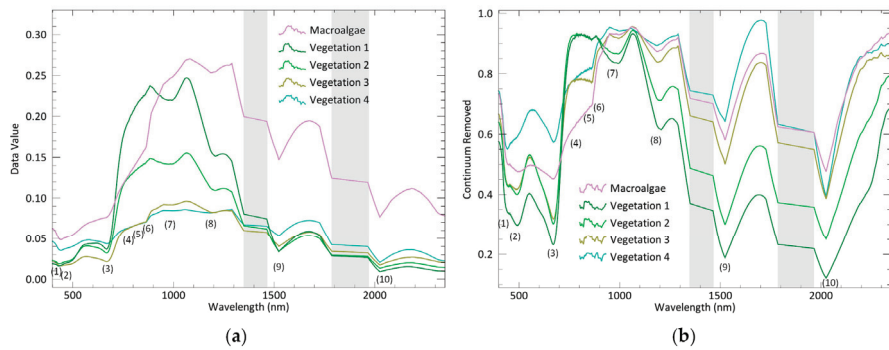 Data Value
0.30
0.25
0.20
0.15
0.10
0.05
0.00
Macroalgae
Vegetation 1
Vegetation 2
Vegetation 3
Vegetation 4
(1)
(2)
(3)
(4)
(5)
(6)
(7)
(8)
(9)
(10)
500 1000 1500 2000
Wavelength (nm)
(a)
Continuum Removed
1.0
0.8
0.6
0.4
0.2
(1)
(2)
(3)
(4)
(5)
(6)
(7)
(8)
(9)
(10)
Macroalgae
Vegetation 1
Vegetation 2
Vegetation 3
Vegetation 4
500 1000 1500 2000
Wavelength (nm)
(b)